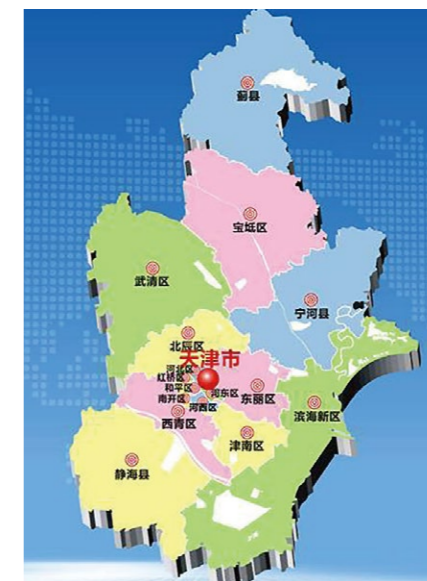 蓟县
宝坻区
武清区
宁河县
北辰区
天津市
河北区
红桥区
和平区
河东区
东丽区
南开区
河西区
滨海新区
西青区
津南区
静海县